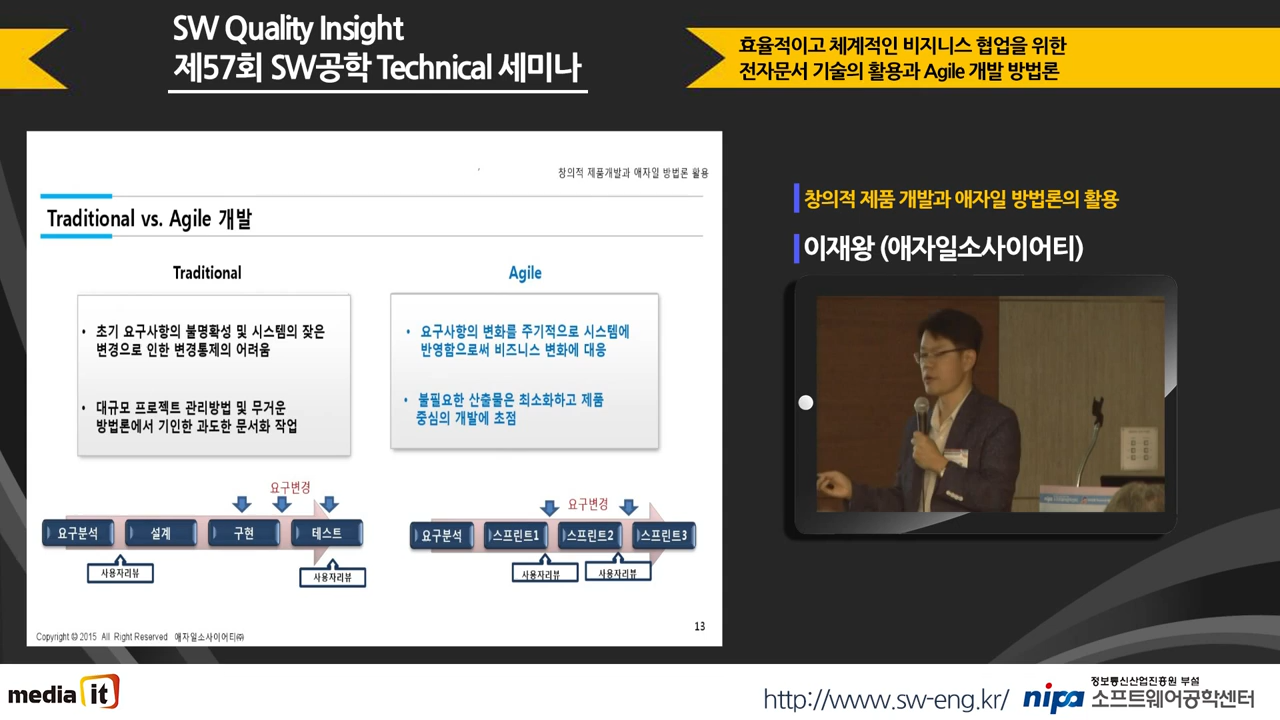 SW Quality Insight
제57회 SW공학 Technical 세미나
효율적이고 체계적인 비지니스 협업을 위한
전자문서 기술의 활용과 Agile 개발 방법론
창의적 제품개발과 애자일 방법론 활용
Traditional vs. Agile 개발
Traditional
Agile
• 초기 요구사항의 불명확성 및 시스템의 잦은
변경으로 인한 변경통제의 어려움
• 대규모 프로젝트 관리방법 및 무거운
방법론에서 기인한 과도한 문서화 작업
• 요구사항의 변화를 주기적으로 시스템에
반영함으로써 비즈니스 변화에 대응
• 불필요한 산출물은 최소화하고 제품
중심의 개발에 초점
요구변경
요구분석 설계 구현 테스트
사용자리뷰 사용자리뷰
요구변경
요구분석 스프린트1 스프린트2 스프린트3
사용자리뷰 사용자리뷰
Copyright © 2015 All Right Reserved 애자일소사이어티㈜
13
창의적 제품 개발과 애자일 방법론의 활용
이재왕 (애자일소사이어티)
media it
http://www.sw-eng.kr/
nipa
정보통신산업진흥원 부설
소프트웨어공학센터